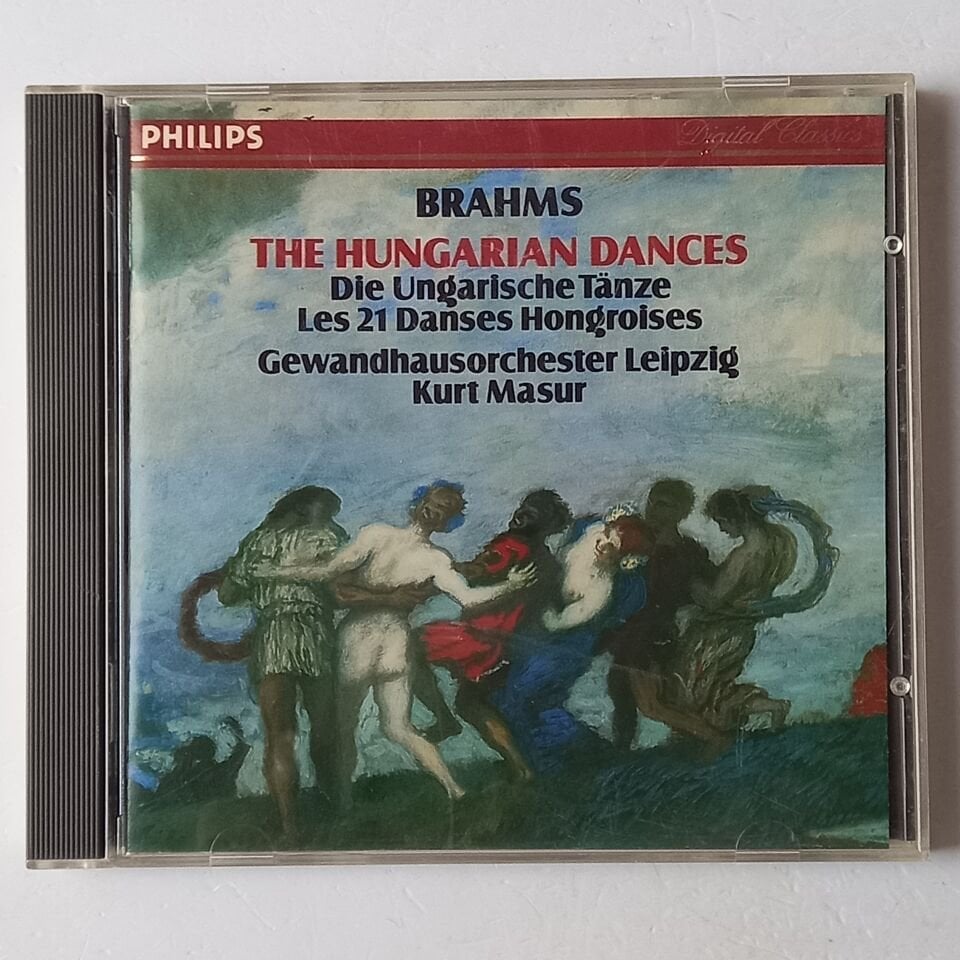 PHILIPS
Digital Classics
BRAHMS
THE HUNGARIAN DANCES
Die Ungarische Tänze
Les 21 Danses Hongroises
Gewandhausorchester Leipzig
Kurt Masur